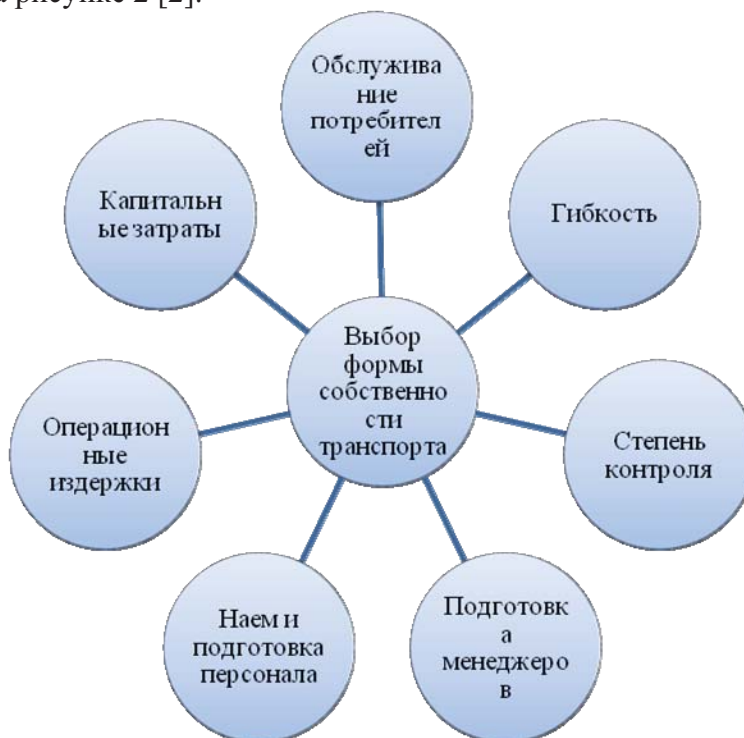 рисунке 2 [2].
Обслужива
ние
потребител
ей
Гибкость
Степень
контроля
Подготовк
а
менеджеро
в
Наем и
подготовка
персонала
Операцион
ные
издержки
Капитальн
ые затраты
Выбор
формы
собственно
сти
транспорта